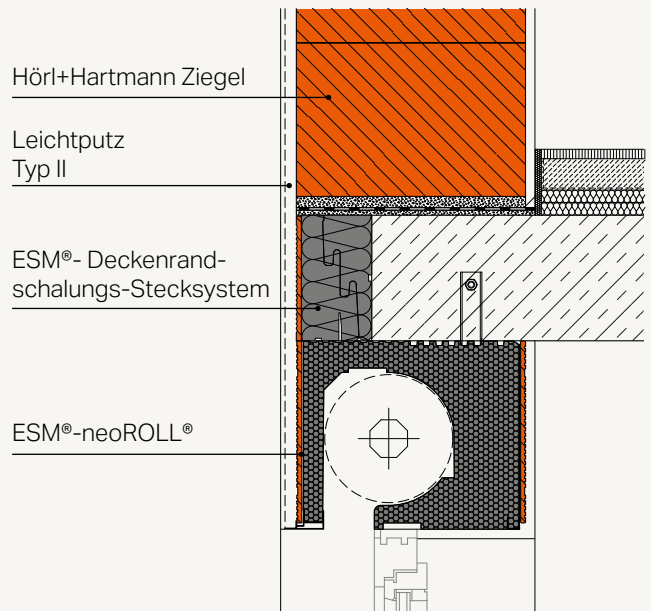 Hörl+Hartmann Ziegel
Leichtputz
Typ II
ESM®- Deckenrand-
schalungs-Stecksystem
ESM®-neoROLL®